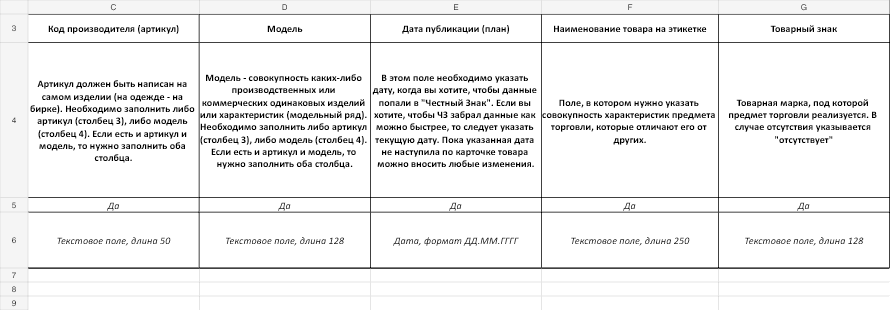 C D E F G
3 Код производителя (артикул) Модель Дата публикации (план) Наименование товара на этикетке Товарный знак
4
Артикул должен быть написан на
самом изделии (на одежде - на
бирке). Необходимо заполнить либо
артикул (столбец 3), либо модель
(столбец 4). Если есть и артикул и
модель, то нужно заполнить оба
столбца.
Модель - совокупность каких-либо
производственных или
коммерческих одинаковых изделий
или характеристик (модельный ряд).
Необходимо заполнить либо артикул
(столбец 3), либо модель (столбец 4).
Если есть и артикул и модель, то
нужно заполнить оба столбца.
В этом поле необходимо указать
дату, когда вы хотите, чтобы данные
попали в "Честный Знак". Если вы
хотите, чтобы ЧЗ забрал данные как
можно быстрее, то следует указать
текущую дату. Пока указанная дата
не наступила по карточке товара
можно вносить любые изменения.
Поле, в котором нужно указать
совокупность характеристик предмета
торговли, которые отличают его от
других.
Товарная марка, под которой
предмет торговли реализуется. В
случае отсутствия указывается
"отсутствует"
5 Да Да Да Да Да
6 Текстовое поле, длина 50 Текстовое поле, длина 128 Дата, формат ДД.ММ.ГГГГ Текстовое поле, длина 250 Текстовое поле, длина 128
7
8
9